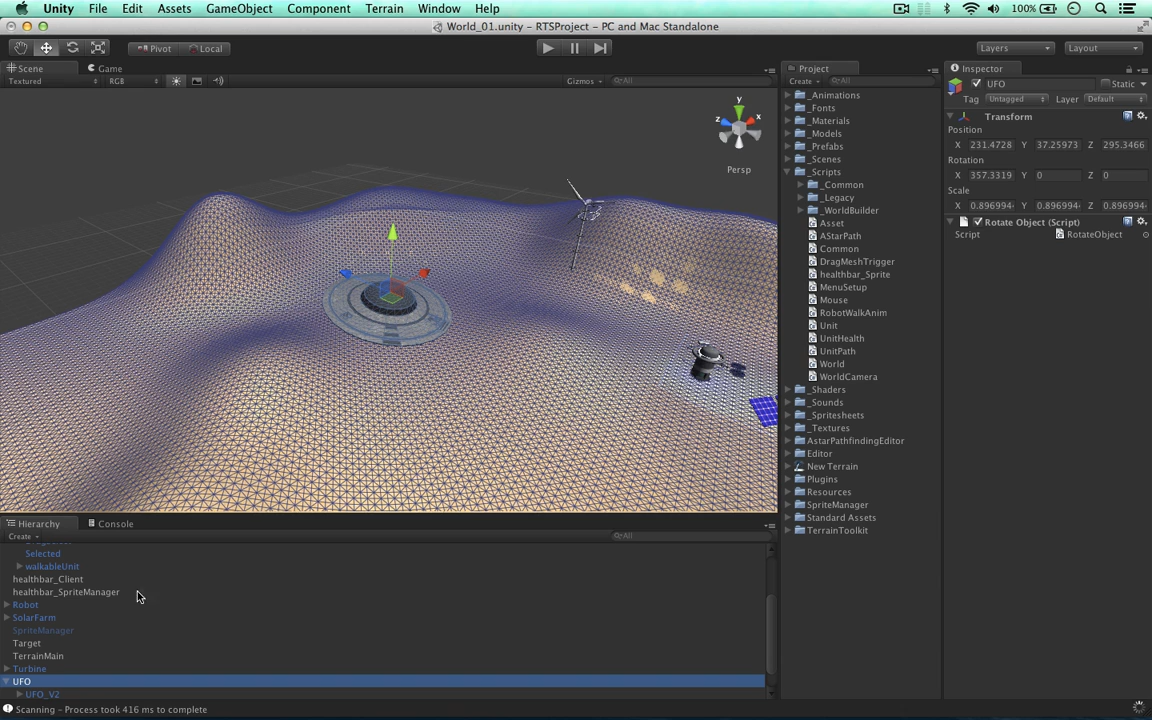 Unity File Edit Assets GameObject Component Terrain Window Help 100%
World_01.unity - RTSProject - PC and Mac Standalone
Pivot Local Layers Layout
Scene Game
Textured RGB Gizmos All
y
z x
Persp
Project
Create All
_Animations
_Fonts
_Materials
_Models
_Prefabs
_Scenes
_Scripts
_Common
_Legacy
_WorldBuilder
Asset
AStarPath
Common
DragMeshTrigger
healthbar_Sprite
MenuSetup
Mouse
RobotWalkAnim
Unit
UnitHealth
UnitPath
World
WorldCamera
_Shaders
_Sounds
_Spritesheets
_Textures
AstarPathfindingEditor
Editor
New Terrain
Plugins
Resources
SpriteManager
Standard Assets
TerrainToolkit
Inspector
UFO Static
Tag Untagged Layer Default
Transform
Position
X 231.4728 Y 37.25973 Z 295.3466
Rotation
X 357.3319 Y 0 Z 0
Scale
X 0.896994 Y 0.896994 Z 0.896994
Rotate Object (Script)
Script RotateObject
Hierarchy Console
Create All
Selected
walkableUnit
healthbar_Client
healthbar_SpriteManager
Robot
SolarFarm
SpriteManager
Target
TerrainMain
Turbine
UFO
UFO_V2
Scanning - Process took 416 ms to complete